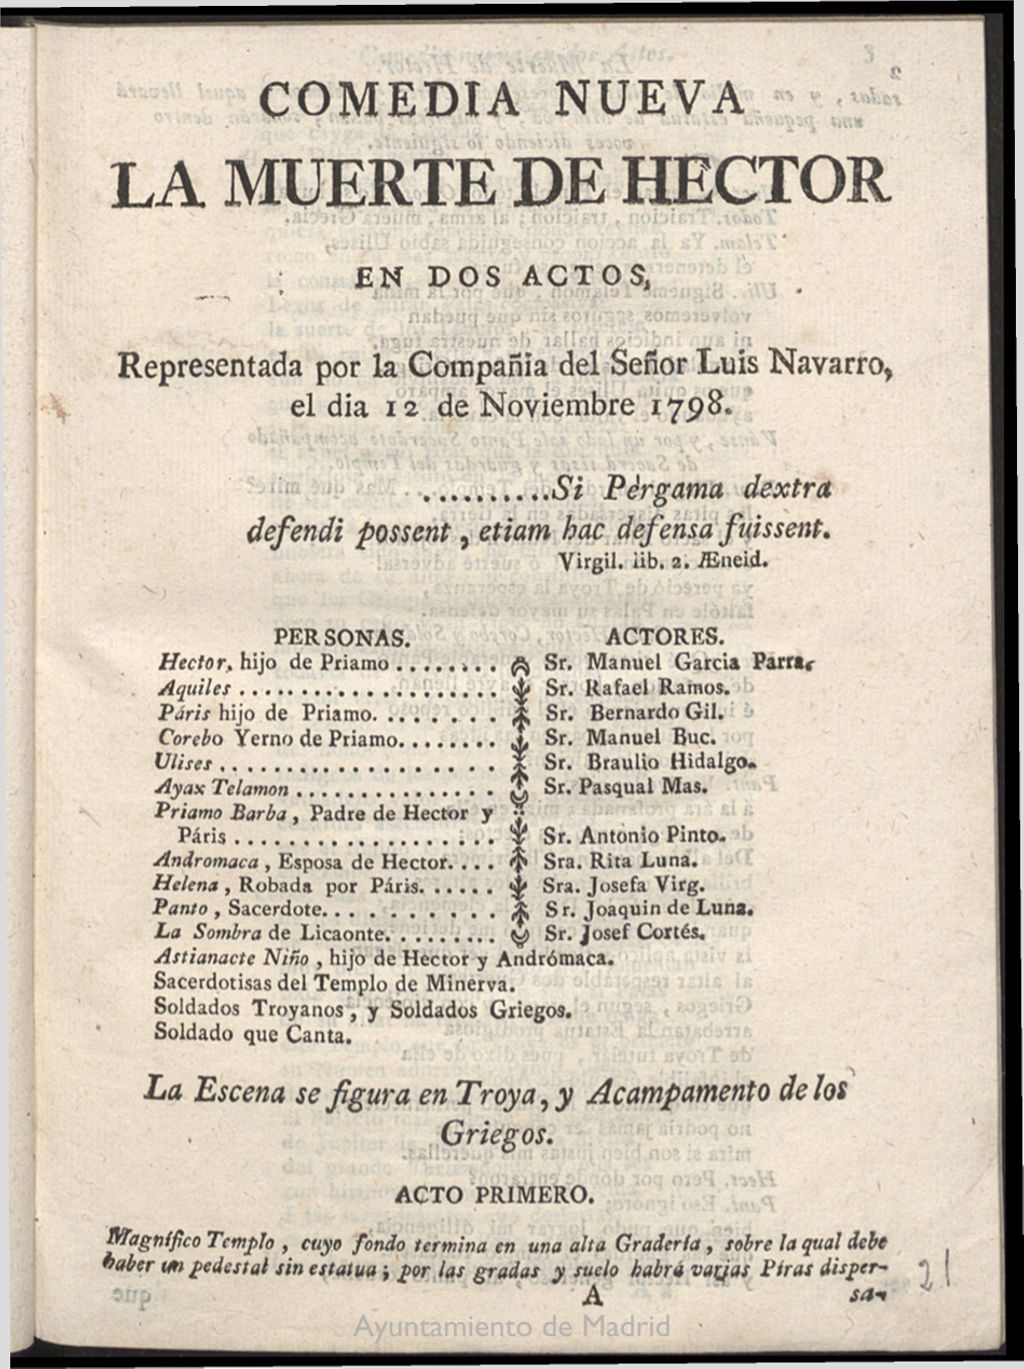 COMEDIA NUEVA
LA MUERTE DE HECTOR
EN DOS ACTOS,
Representada por la Compañia del Señor Luis Navarro,
el dia 12 de Noviembre 1798.
..........Si Pérgama dextra
defendi possent, etiam hac defensa fuissent.
Virgil. lib. 2. Æneid.
PERSONAS. ACTORES.
Hector, hijo de Priamo ........ Sr. Manuel Garcia Parra,
Aquiles ................... Sr. Rafael Ramos.
Páris hijo de Priamo. ....... Sr. Bernardo Gil.
Corebo Yerno de Priamo........ Sr. Manuel Buc.
Ulises ................... Sr. Braulio Hidalgo.
Ayax Telamon ............... Sr. Pasqual Mas.
Priamo Barba, Padre de Hector y
Páris .................. Sr. Antonio Pinto.
Andromaca, Esposa de Hector.... Sra. Rita Luna.
Helena, Robada por Páris...... Sra. Josefa Virg.
Panto, Sacerdote........... Sr. Joaquin de Luna.
La Sombra de Licaonte......... Sr. Josef Cortés.
Astianacte Niño, hijo de Hector y Andrómaca.
Sacerdotisas del Templo de Minerva.
Soldados Troyanos, y Soldados Griegos.
Soldado que Canta.
La Escena se figura en Troya, y Acampamento de los
Griegos.
ACTO PRIMERO.
Magnífico Templo, cuyo fondo termina en una alta Gradería, sobre la qual debe
haber un pedestal sin estatua; por las gradas y suelo habrá varias Piras disper-
A sa-
21
Ayuntamiento de Madrid